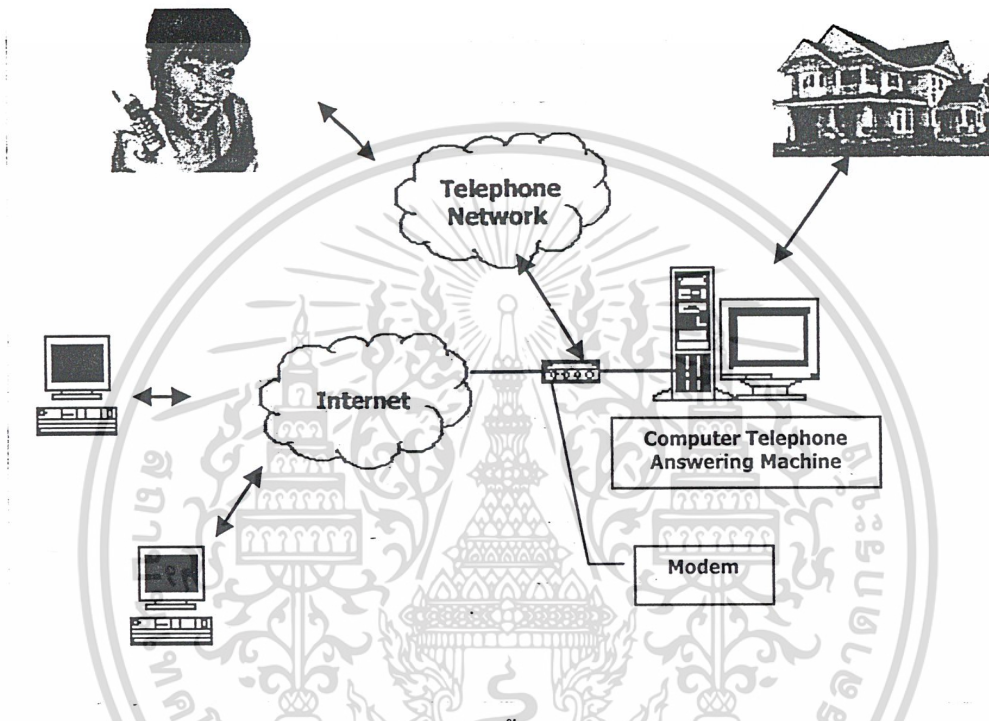 Telephone
Network
Internet
Computer Telephone
Answering Machine
Modem